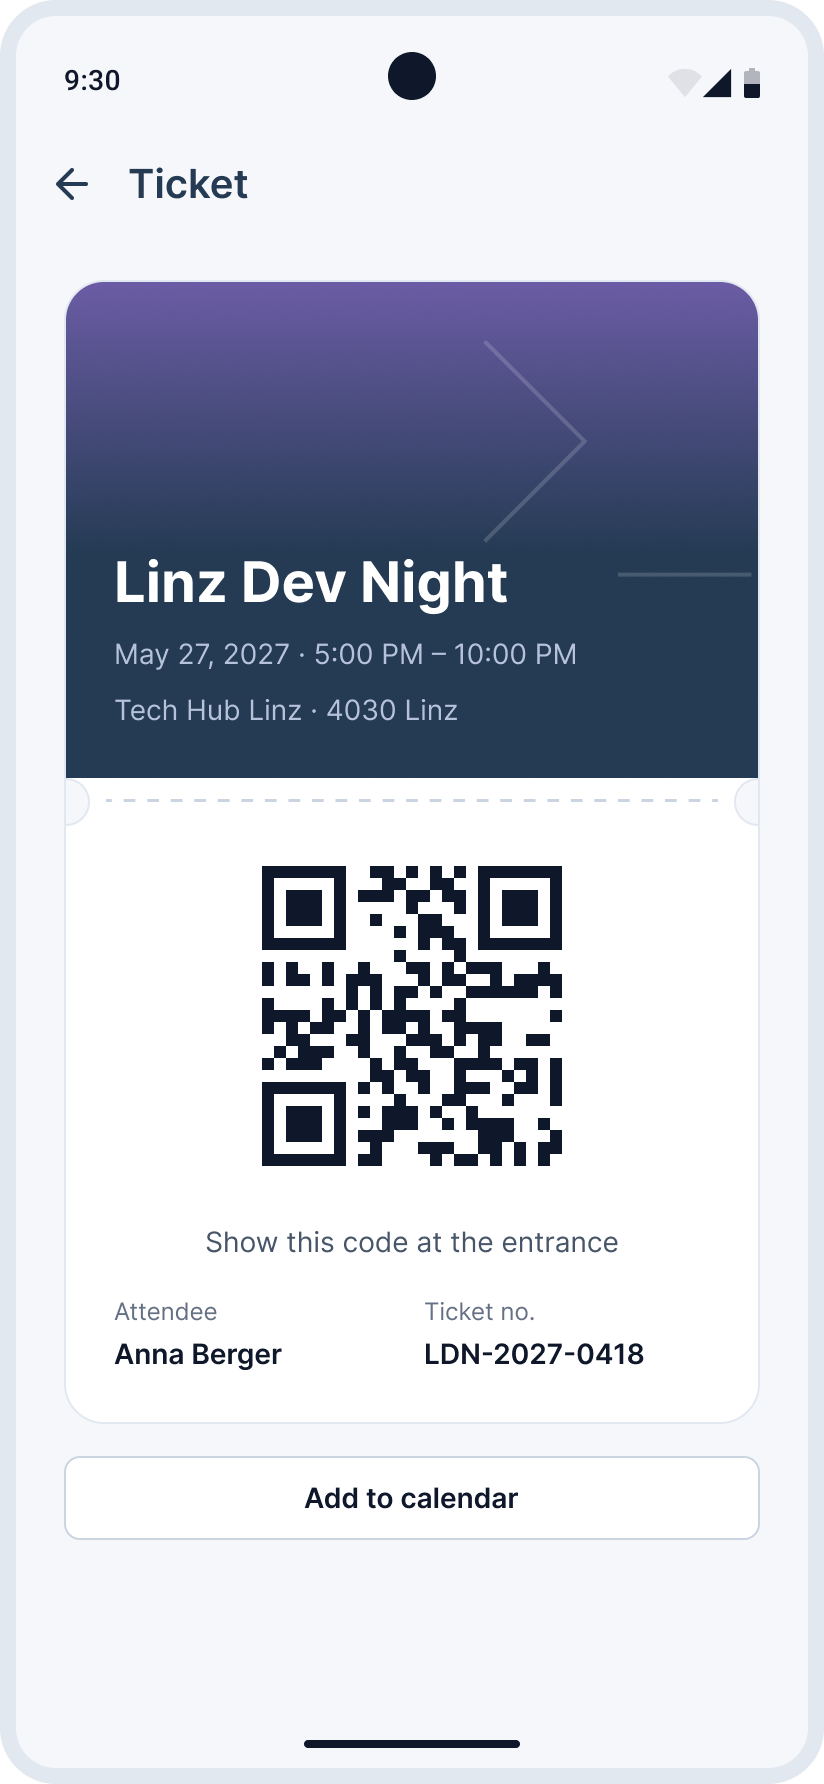 9:30
Ticket
Linz Dev Night
May 27, 2027 · 5:00 PM – 10:00 PM
Tech Hub Linz · 4030 Linz
Show this code at the entrance
Attendee
Ticket no.
Anna Berger
LDN-2027-0418
Add to calendar